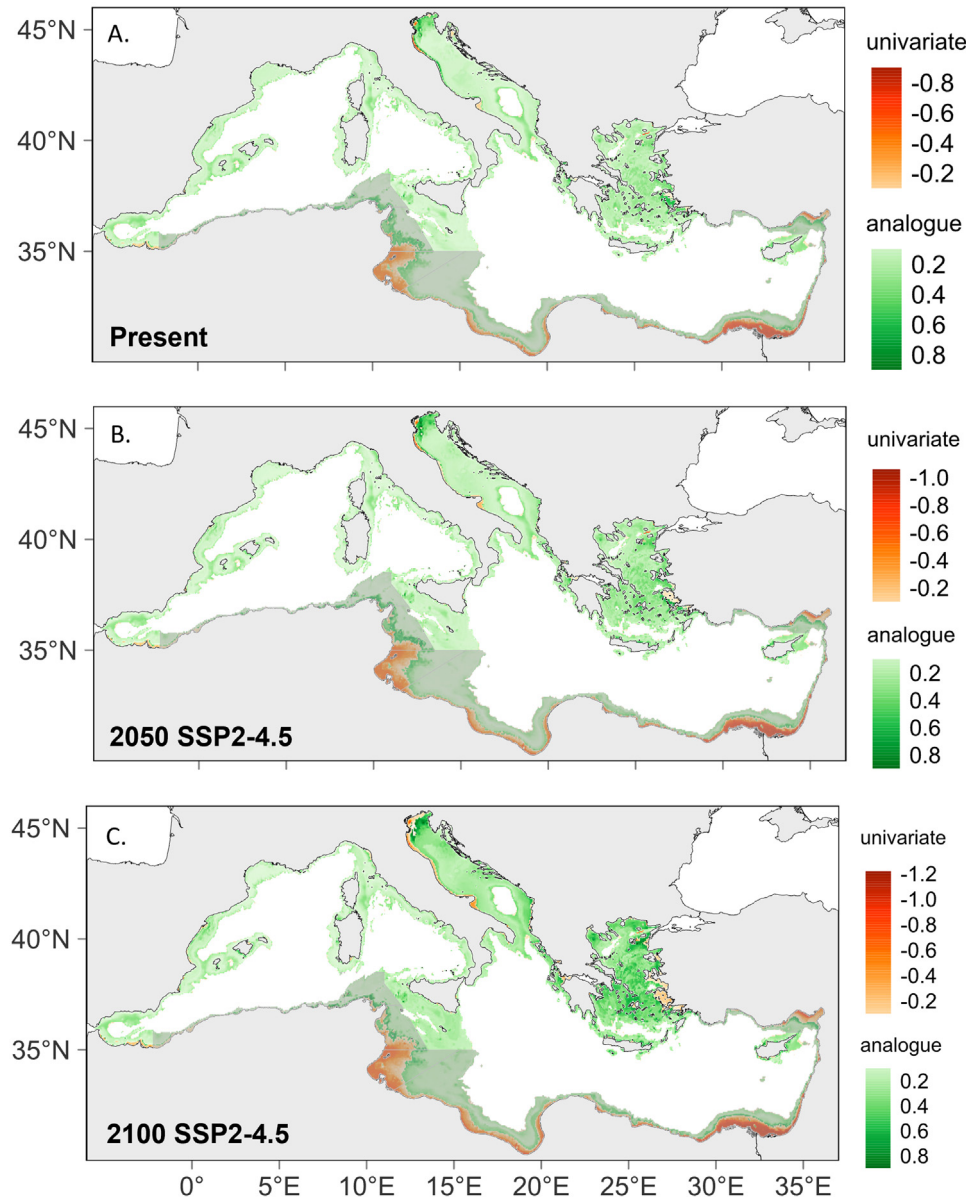 A.
45°N
40°N
35°N
Present
univariate
-0.8
-0.6
-0.4
-0.2
analogue
0.2
0.4
0.6
0.8
B.
45°N
40°N
35°N
2050 SSP2-4.5
univariate
-1.0
-0.8
-0.6
-0.4
-0.2
analogue
0.2
0.4
0.6
0.8
C.
45°N
40°N
35°N
2100 SSP2-4.5
univariate
-1.2
-1.0
-0.8
-0.6
-0.4
-0.2
analogue
0.2
0.4
0.6
0.8
0° 5°E 10°E 15°E 20°E 25°E 30°E 35°E